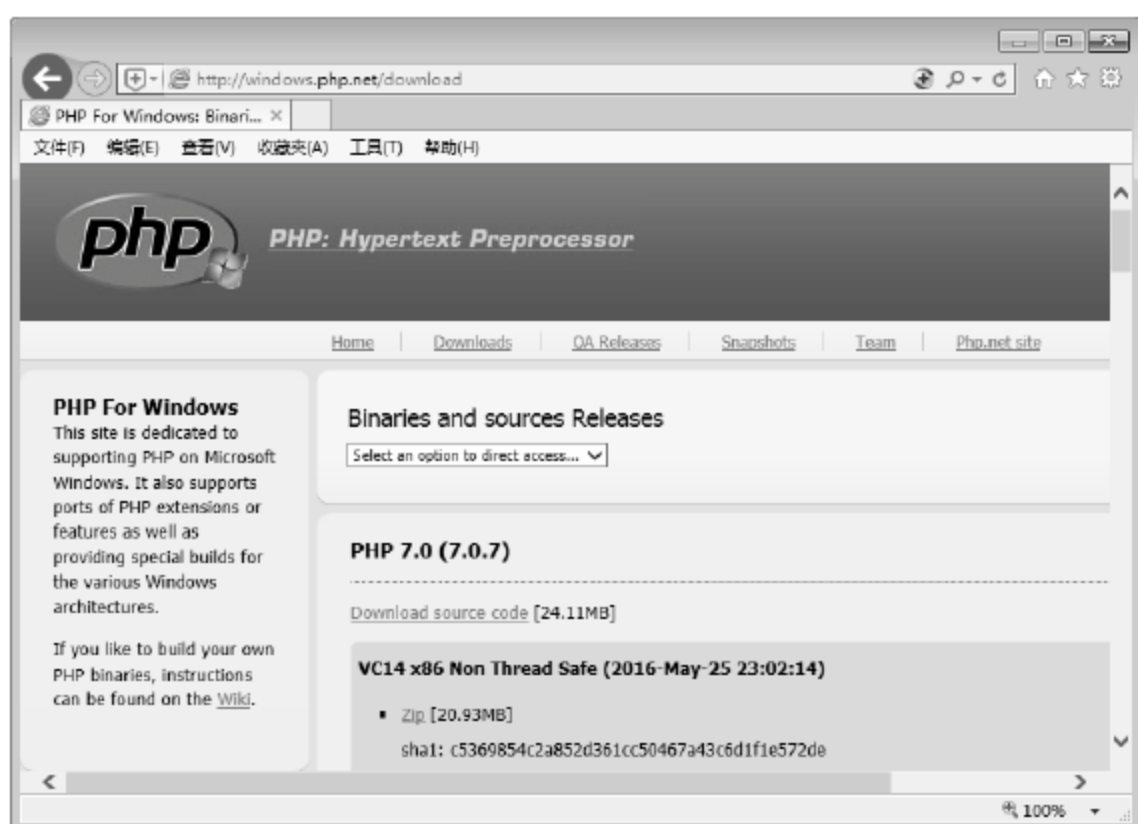 http://windows.php.net/download
PHP For Windows: Binari...
文件(F) 编辑(E) 查看(V) 收藏夹(A) 工具(T) 帮助(H)
php
PHP: Hypertext Preprocessor
Home Downloads QA Releases Snapshots Team Php.net site
PHP For Windows
This site is dedicated to
supporting PHP on Microsoft
Windows. It also supports
ports of PHP extensions or
features as well as
providing special builds for
the various Windows
architectures.
If you like to build your own
PHP binaries, instructions
can be found on the Wiki.
Binaries and sources Releases
Select an option to direct access...
PHP 7.0 (7.0.7)
Download source code [24.11MB]
VC14 x86 Non Thread Safe (2016-May-25 23:02:14)
Zip [20.93MB]
sha1: c5369854c2a852d361cc50467a43c6d1f1e572de
100%